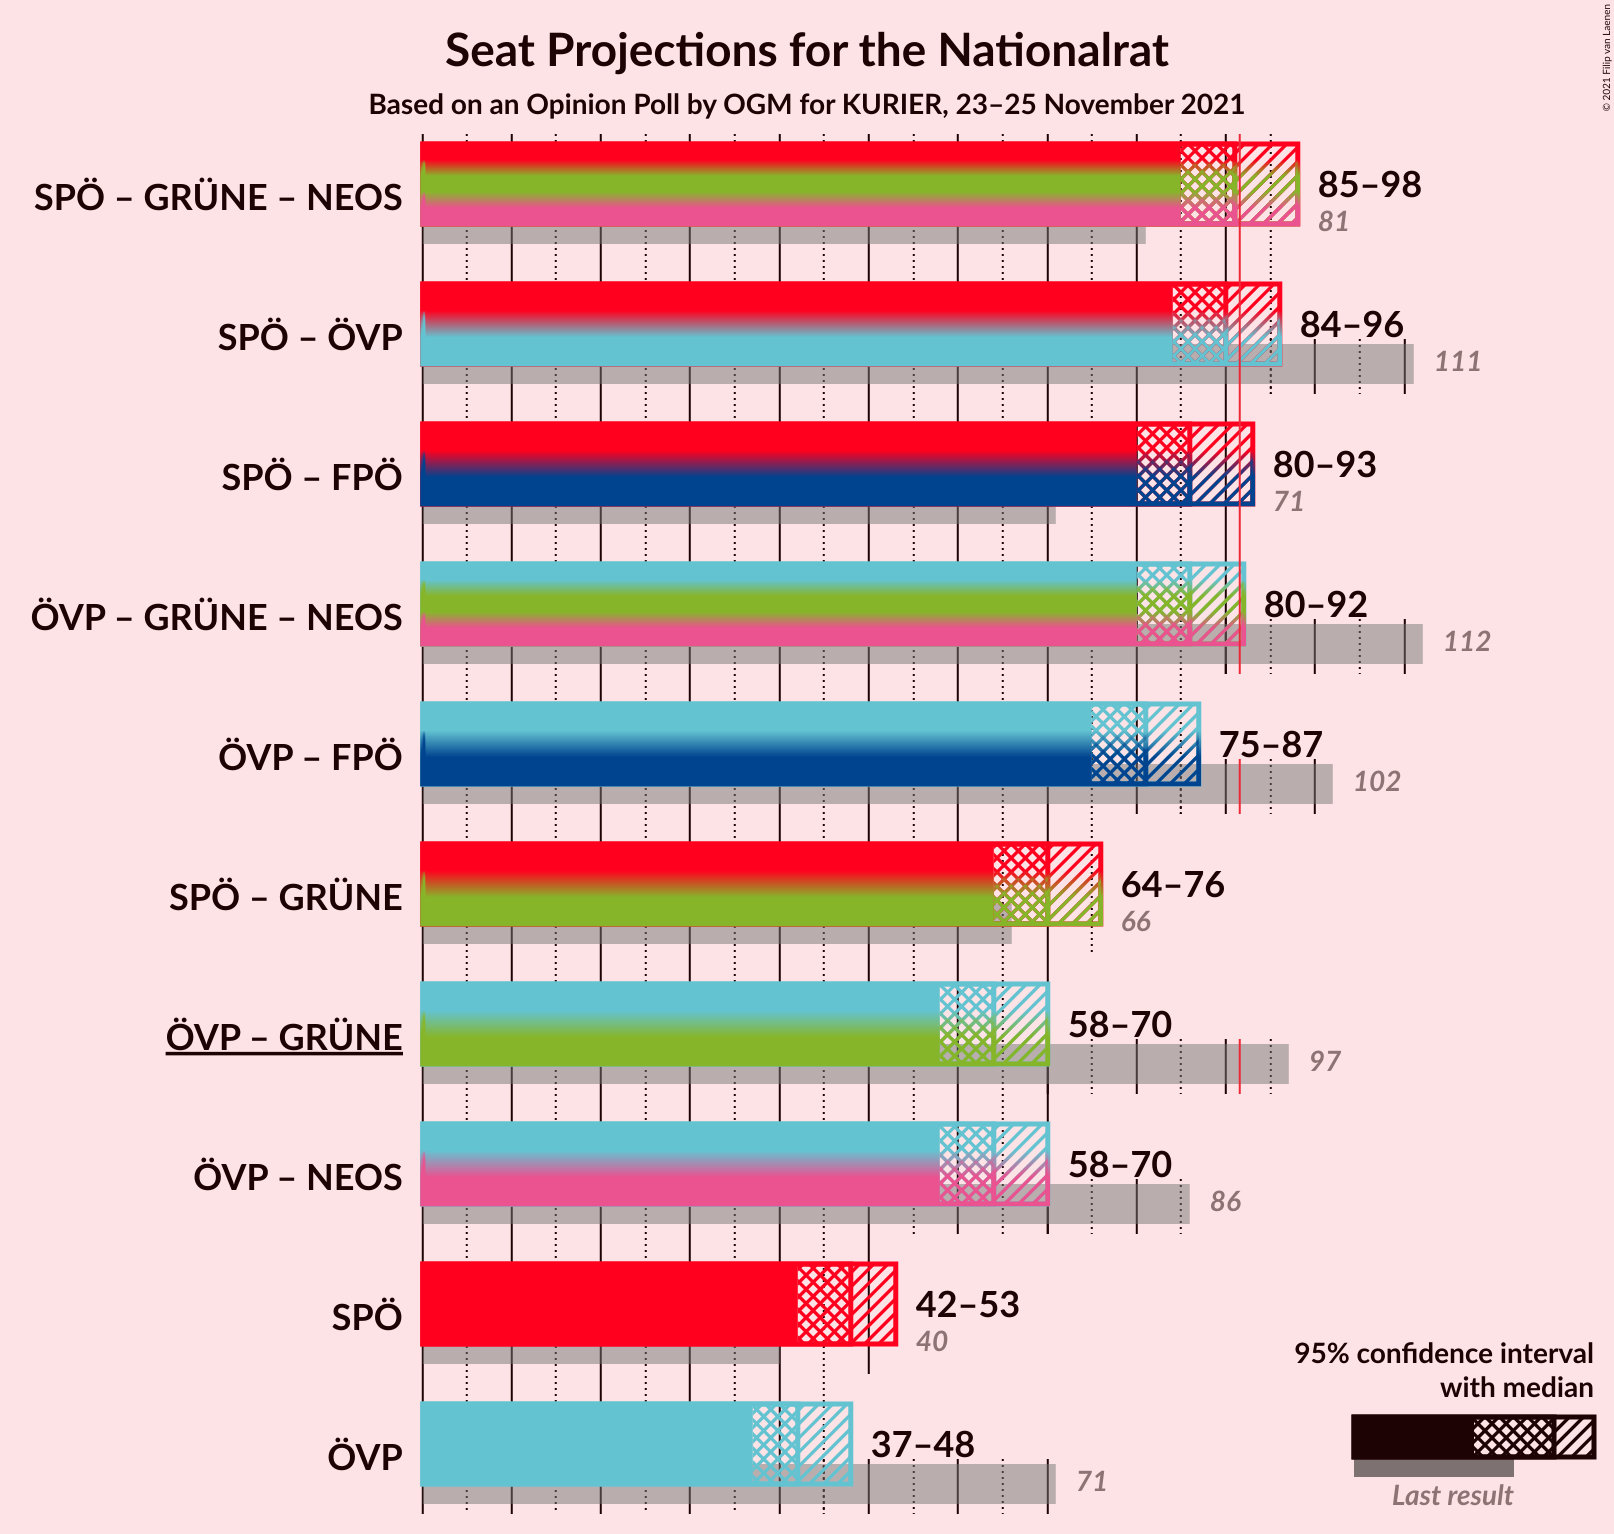 Seat Projections for the Nationalrat
Based on an Opinion Poll by OGM for KURIER, 23–25 November 2021
© 2021 Filip van Laenen
SPÖ – GRÜNE – NEOS
85–98
81
SPÖ – ÖVP
84–96
111
SPÖ – FPÖ
80–93
71
ÖVP – GRÜNE – NEOS
80–92
112
ÖVP – FPÖ
75–87
102
SPÖ – GRÜNE
64–76
66
ÖVP – GRÜNE
58–70
97
ÖVP – NEOS
58–70
86
SPÖ
42–53
40
ÖVP
37–48
71
95% confidence interval
with median
Last result